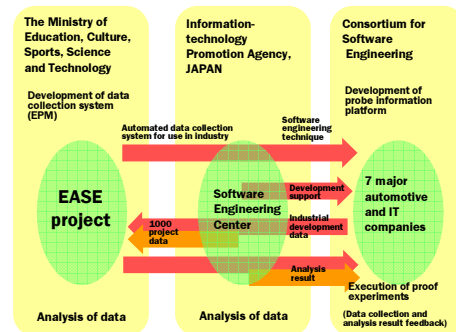 The Ministry of
Education, Culture,
Sports, Science
and Technology
Development of data
collection system
(EPM)
Information-
technology
Promotion Agency,
JAPAN
Consortium for
Software
Engineering
Development of
probe information
platform
Automated data collection
system for use in industry
Software
engineering
technique
EASE
project
Software
Engineering
Center
Development
support
7 major
automotive
and IT
companies
1000
project
data
Industrial
development
data
Analysis
result
Execution of proof
experiments
(Data collection and
analysis result feedback)
Analysis of data
Analysis of data